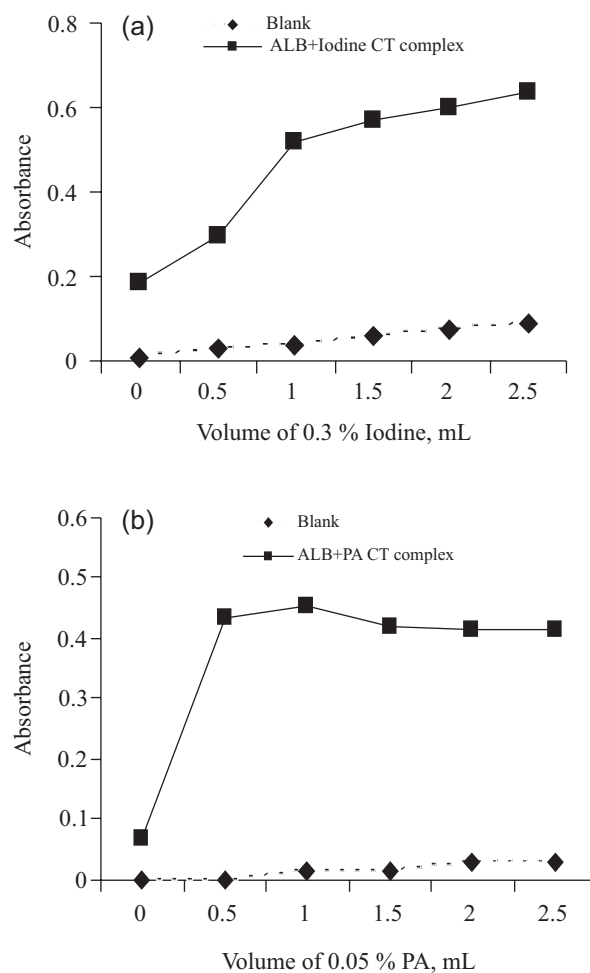 (a)
Blank
ALB+Iodine CT complex
0.8
0.6
0.4
0.2
0
Absorbance
0 0.5 1 1.5 2 2.5
Volume of 0.3 % Iodine, mL
(b)
Blank
ALB+PA CT complex
0.6
0.5
0.4
0.3
0.2
0.1
0
Absorbance
0 0.5 1 1.5 2 2.5
Volume of 0.05 % PA, mL